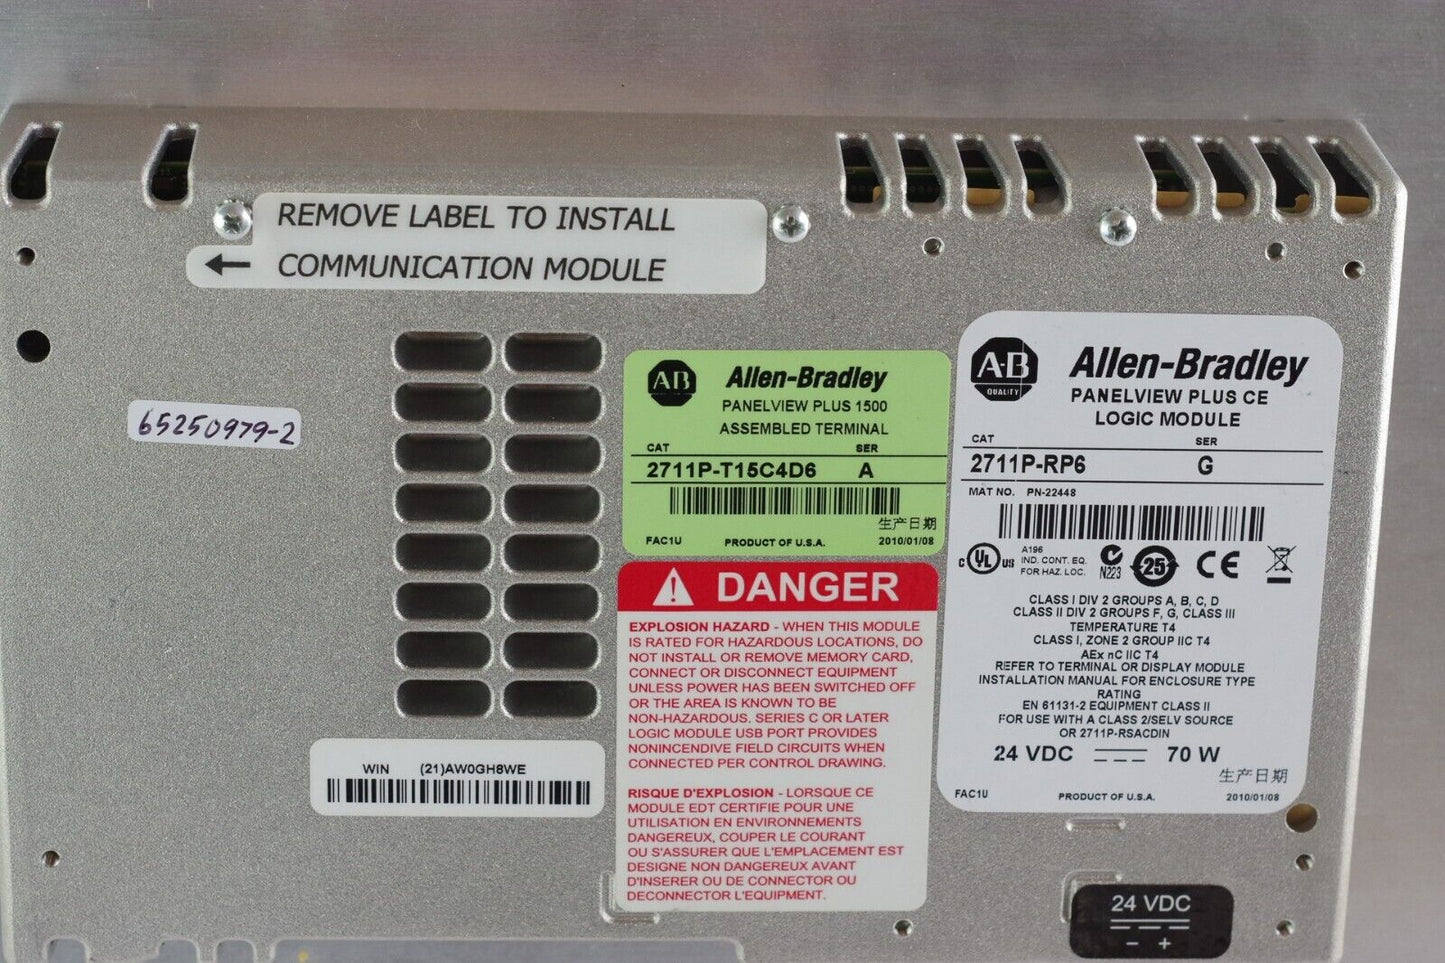 REMOVE LABEL TO INSTALL
COMMUNICATION MODULE
65250979-2
AB Allen-Bradley
PANELVIEW PLUS 1500
ASSEMBLED TERMINAL
CAT SER
2711P-T15C4D6 A
生产日期
FAC1U PRODUCT OF U.S.A. 2010/01/08
DANGER
EXPLOSION HAZARD - WHEN THIS MODULE
IS RATED FOR HAZARDOUS LOCATIONS, DO
NOT INSTALL OR REMOVE MEMORY CARD,
CONNECT OR DISCONNECT EQUIPMENT
UNLESS POWER HAS BEEN SWITCHED OFF
OR THE AREA IS KNOWN TO BE
NON-HAZARDOUS. SERIES C OR LATER
LOGIC MODULE USB PORT PROVIDES
NONINCENDIVE FIELD CIRCUITS WHEN
CONNECTED PER CONTROL DRAWING.
RISQUE D'EXPLOSION - LORSQUE CE
MODULE EDT CERTIFIE POUR UNE
UTILISATION EN ENVIRONNEMENTS
DANGEREUX, COUPER LE COURANT
OU S'ASSURER QUE L'EMPLACEMENT EST
DESIGNE NON DANGEREUX AVANT
D'INSERER OU DE CONNECTOR OU
DECONNECTOR L'EQUIPMENT.
WIN (21)AW0GH8WE
A-B QUALITY
Allen-Bradley
PANELVIEW PLUS CE
LOGIC MODULE
CAT SER
2711P-RP6 G
MAT NO. PN-22448
c UL US
A196
IND. CONT. EQ.
FOR HAZ. LOC.
N223
25
CE
CLASS I DIV 2 GROUPS A, B, C, D
CLASS II DIV 2 GROUPS F, G, CLASS III
TEMPERATURE T4
CLASS I, ZONE 2 GROUP IIC T4
AEx nC IIC T4
REFER TO TERMINAL OR DISPLAY MODULE
INSTALLATION MANUAL FOR ENCLOSURE TYPE
RATING
EN 61131-2 EQUIPMENT CLASS II
FOR USE WITH A CLASS 2/SELV SOURCE
OR 2711P-RSACDIN
24 VDC 70 W
生产日期
FAC1U PRODUCT OF U.S.A. 2010/01/08
24 VDC
- +